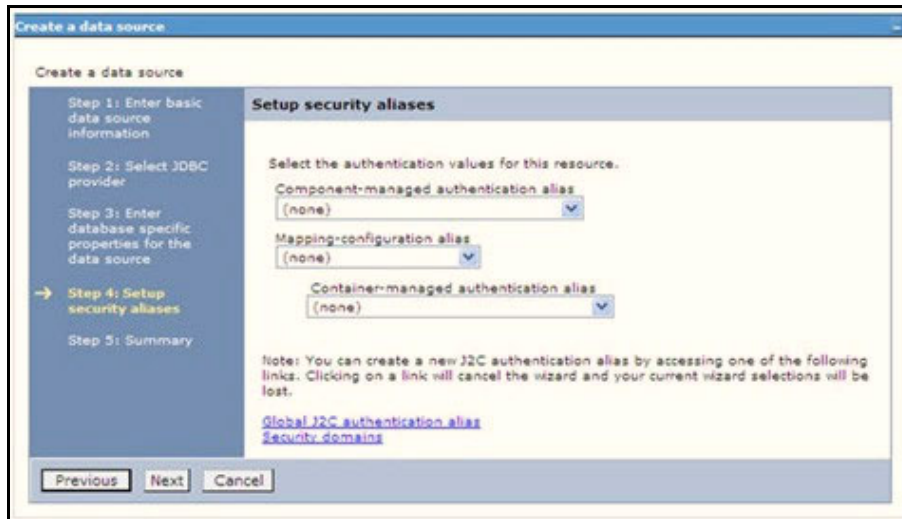 Create a data source
Create a data source
Step 1: Enter basic
data source
information
Step 2: Select JDBC
provider
Step 3: Enter
database specific
properties for the
data source
Step 4: Setup
security aliases
Step 5: Summary
Setup security aliases
Select the authentication values for this resource.
Component-managed authentication alias
(none)
Mapping-configuration alias
(none)
Container-managed authentication alias
(none)
Note: You can create a new J2C authentication alias by accessing one of the following
links. Clicking on a link will cancel the wizard and your current wizard selections will be
lost.
Global J2C authentication alias
Security domains
Previous Next Cancel